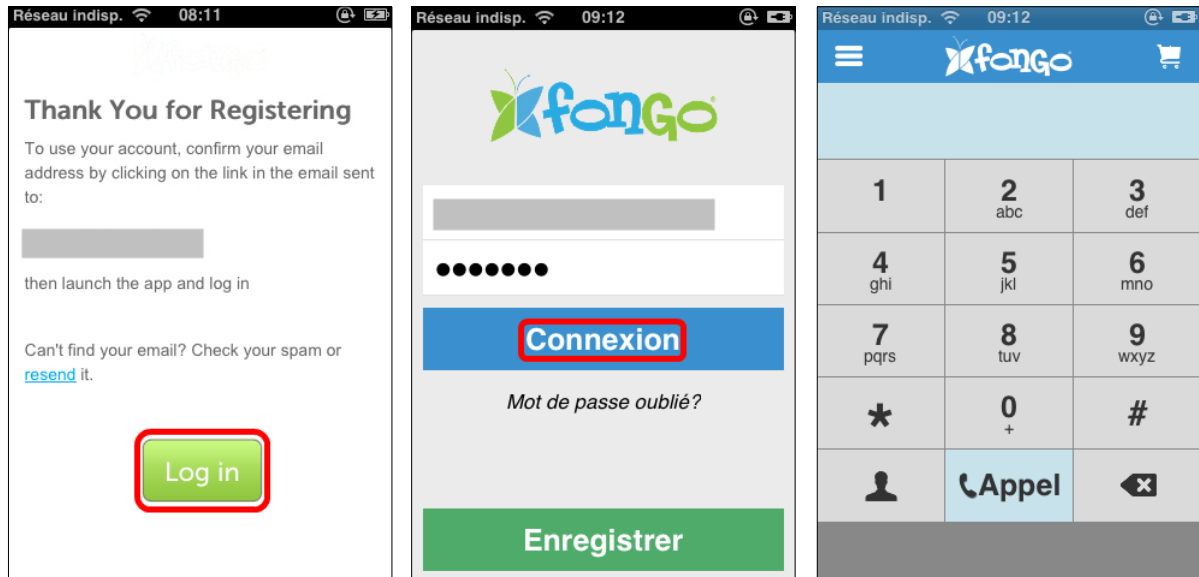 Réseau indisp. 08:11
Thank You for Registering
To use your account, confirm your email
address by clicking on the link in the email sent
to:
then launch the app and log in
Can't find your email? Check your spam or
resend it.
Log in
Réseau indisp. 09:12
fonGo
●●●●●●●
Connexion
Mot de passe oublié?
Enregistrer
Réseau indisp. 09:12
fonGo
1 2 3
abc def
4 5 6
ghi jkl mno
7 8 9
pqrs tuv wxyz
* 0 #
+
Appel